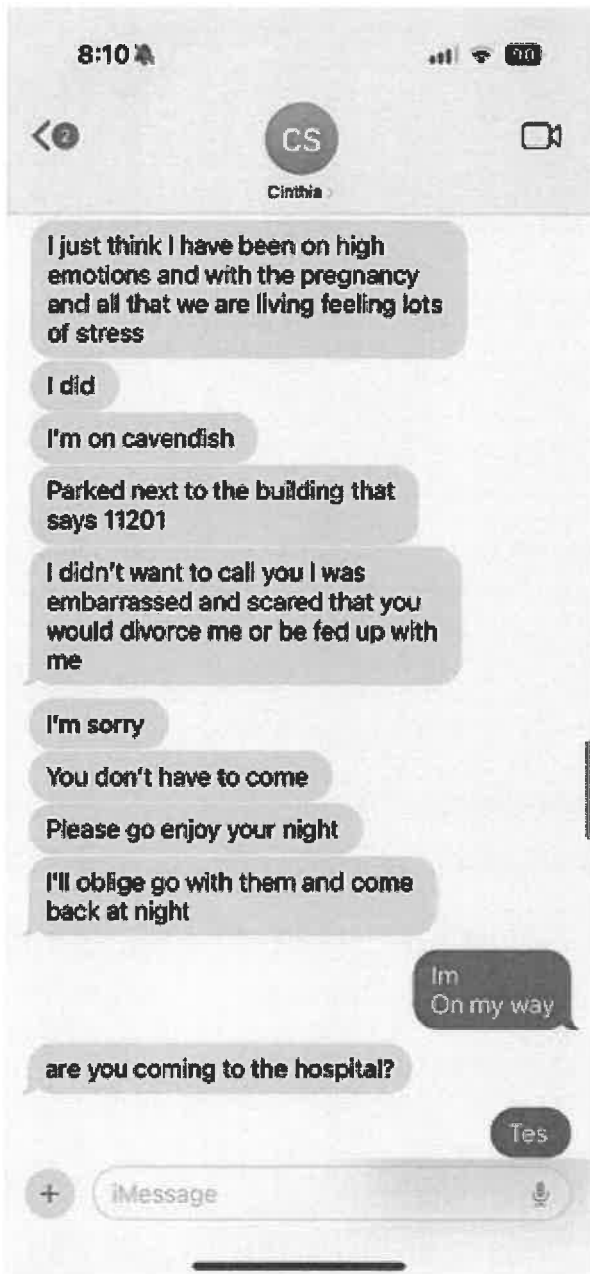 8:10
90
2
CS
Cinthia
I just think I have been on high
emotions and with the pregnancy
and all that we are living feeling lots
of stress
I did
I'm on cavendish
Parked next to the building that
says 11201
I didn't want to call you I was
embarrassed and scared that you
would divorce me or be fed up with
me
I'm sorry
You don't have to come
Please go enjoy your night
I'll oblige go with them and come
back at night
Im
On my way
are you coming to the hospital?
Tes
+
iMessage